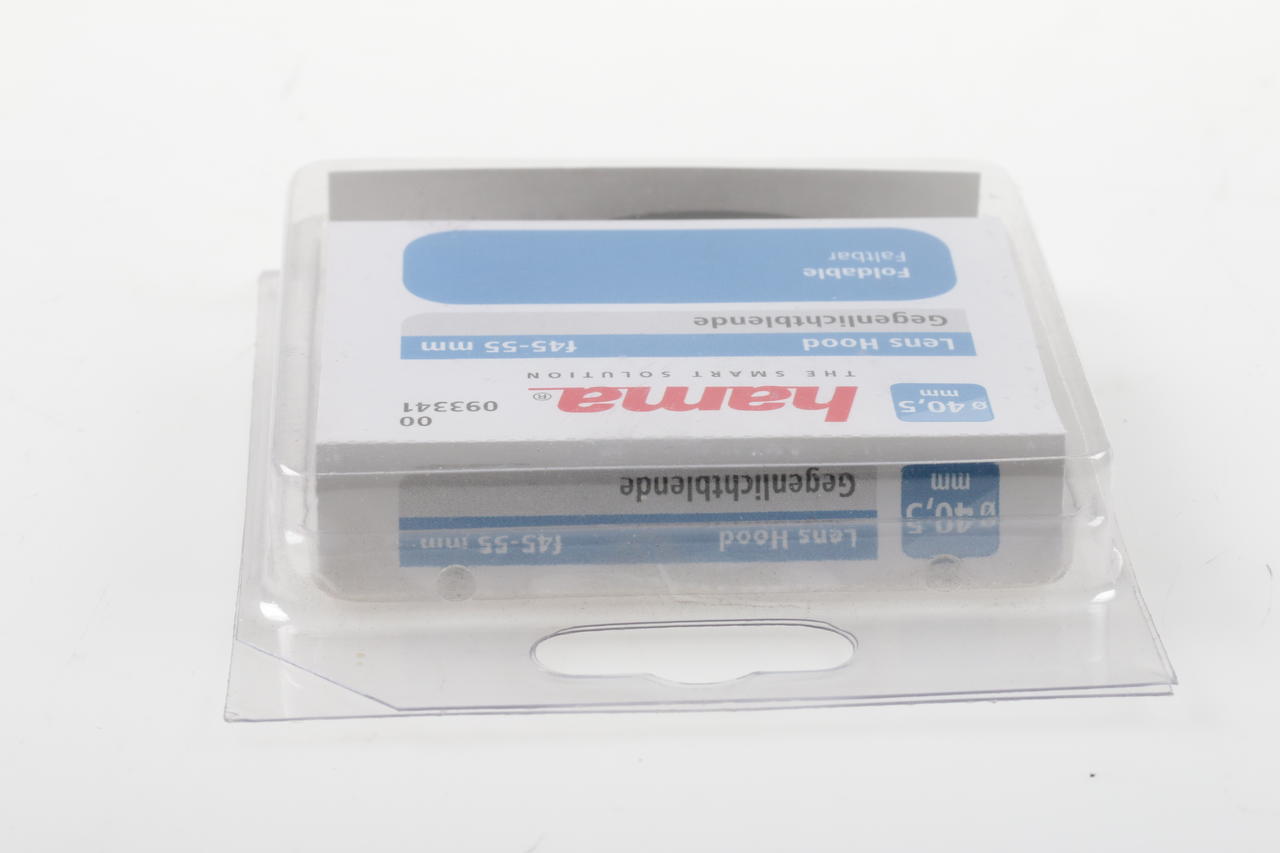 00
093341
hama®
THE SMART SOLUTION
ø 40,5
mm
Lens Hood f45-55 mm
Gegenlichtblende
Foldable
Faltbar
Lens Hood f45-55 mm
Gegenlichtblende
ø 40,5
mm